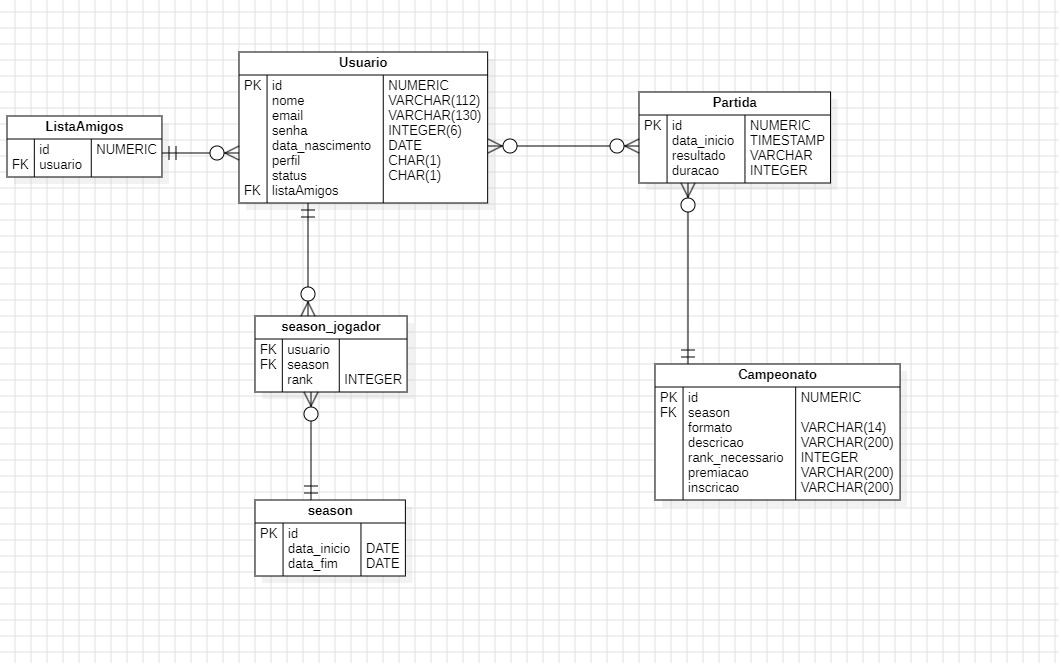 Usuario
PK id NUMERIC
nome VARCHAR(112)
email VARCHAR(130)
senha INTEGER(6)
data_nascimento DATE
perfil CHAR(1)
status CHAR(1)
FK listaAmigos
ListaAmigos
id NUMERIC
FK usuario
Partida
PK id NUMERIC
data_inicio TIMESTAMP
resultado VARCHAR
duracao INTEGER
season_jogador
FK usuario
FK season
rank INTEGER
Campeonato
PK id NUMERIC
FK season
formato VARCHAR(14)
descricao VARCHAR(200)
rank_necessario INTEGER
premiacao VARCHAR(200)
inscricao VARCHAR(200)
season
PK id
data_inicio DATE
data_fim DATE